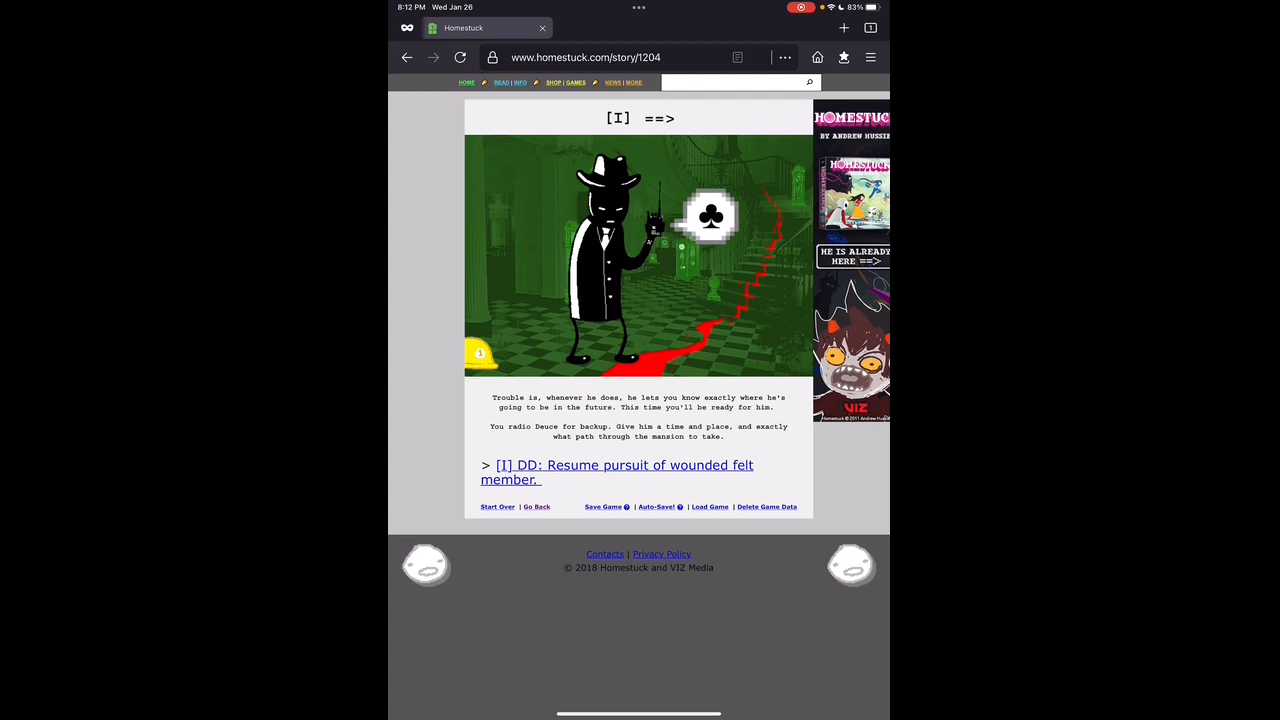 8:12 PM Wed Jan 26
83%
Homestuck
1
www.homestuck.com/story/1204
HOME READ | INFO SHOP | GAMES NEWS | MORE
[I] ==>
HOMESTUC
BY ANDREW HUSSIE
HOMESTUCK
HOMESTUCK
HE IS ALREADY
HERE ==>
1
VIZ
Trouble is, whenever he does, he lets you know exactly where he's
going to be in the future. This time you'll be ready for him.
You radio Deuce for backup. Give him a time and place, and exactly
what path through the mansion to take.
> [I] DD: Resume pursuit of wounded felt
member.
Start Over | Go Back Save Game ? | Auto-Save! ? | Load Game | Delete Game Data
Contacts | Privacy Policy
© 2018 Homestuck and VIZ Media